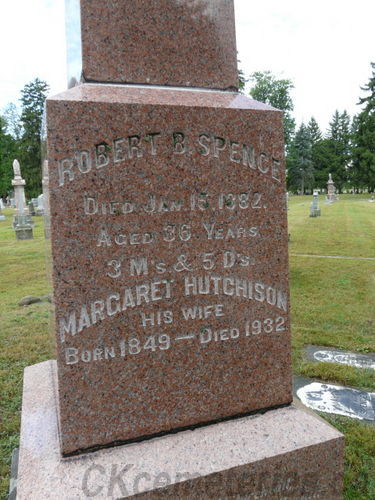 ROBERT B. SPENCE
DIED JAN. 15, 1882.
AGED 36 YEARS,
3 M's. & 5 D's.
MARGARET HUTCHISON
HIS WIFE
BORN 1849 — DIED 1932